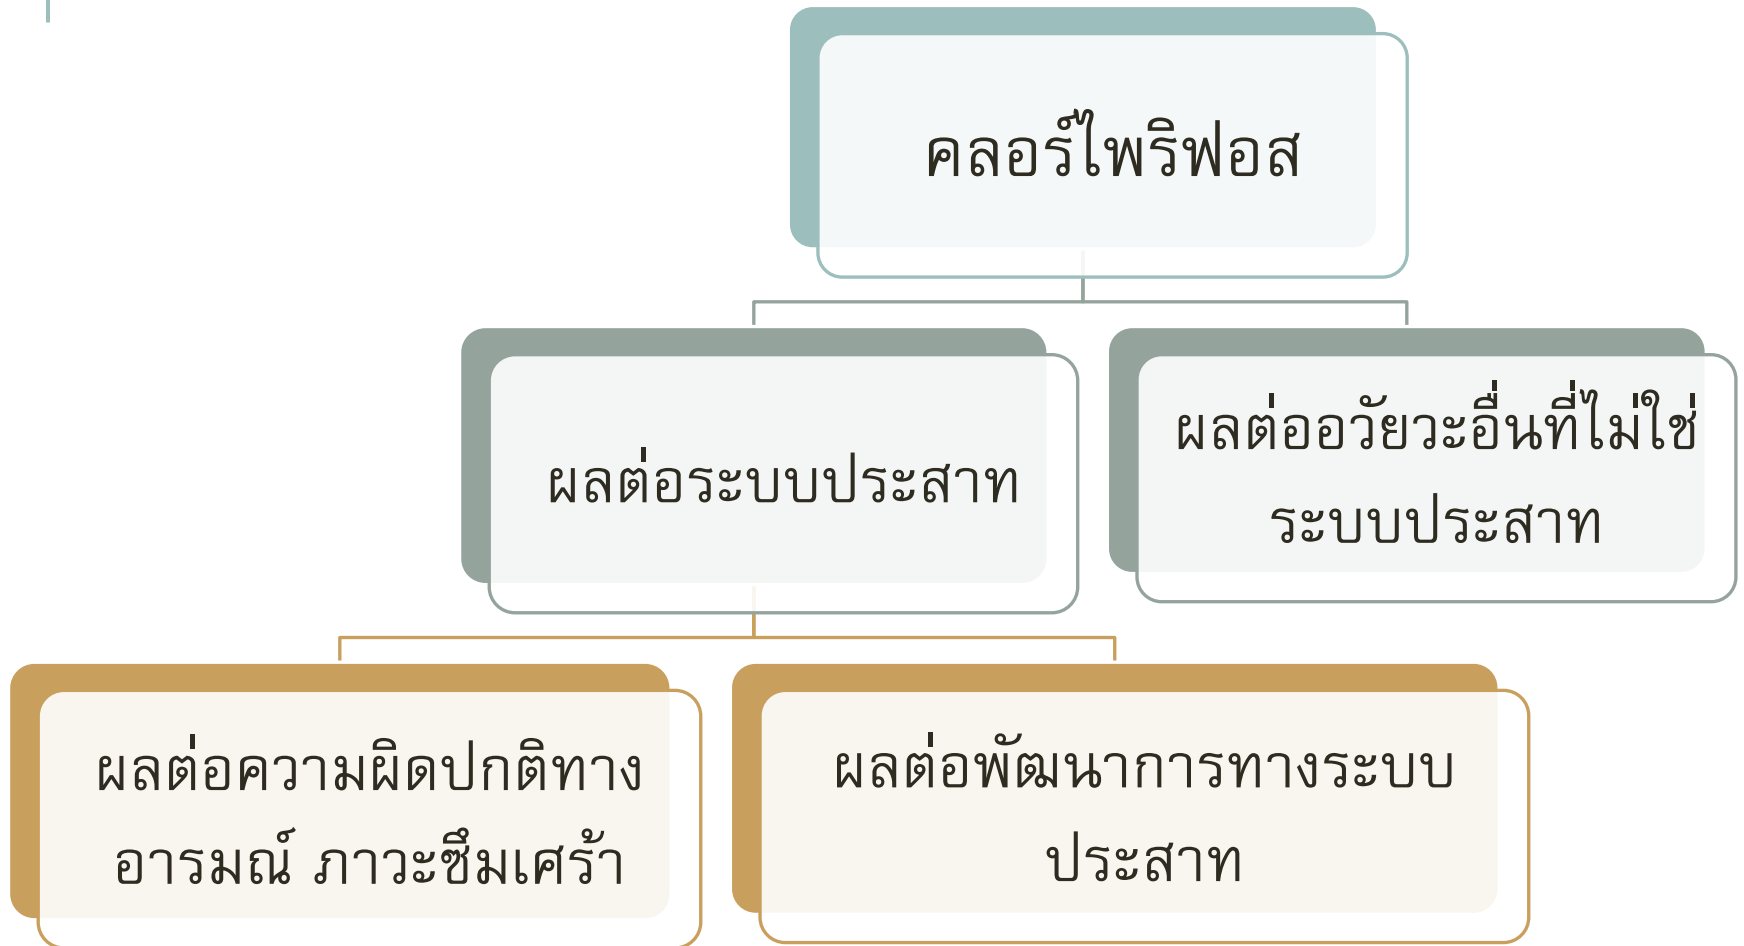 คลอร์ไพริฟอส
ผลต่อระบบประสาท
ผลต่ออวัยวะอื่นที่ไม่ใช่
ระบบประสาท
ผลต่อความผิดปกติทาง
อารมณ์ ภาวะซึมเศร้า
ผลต่อพัฒนาการทางระบบ
ประสาท